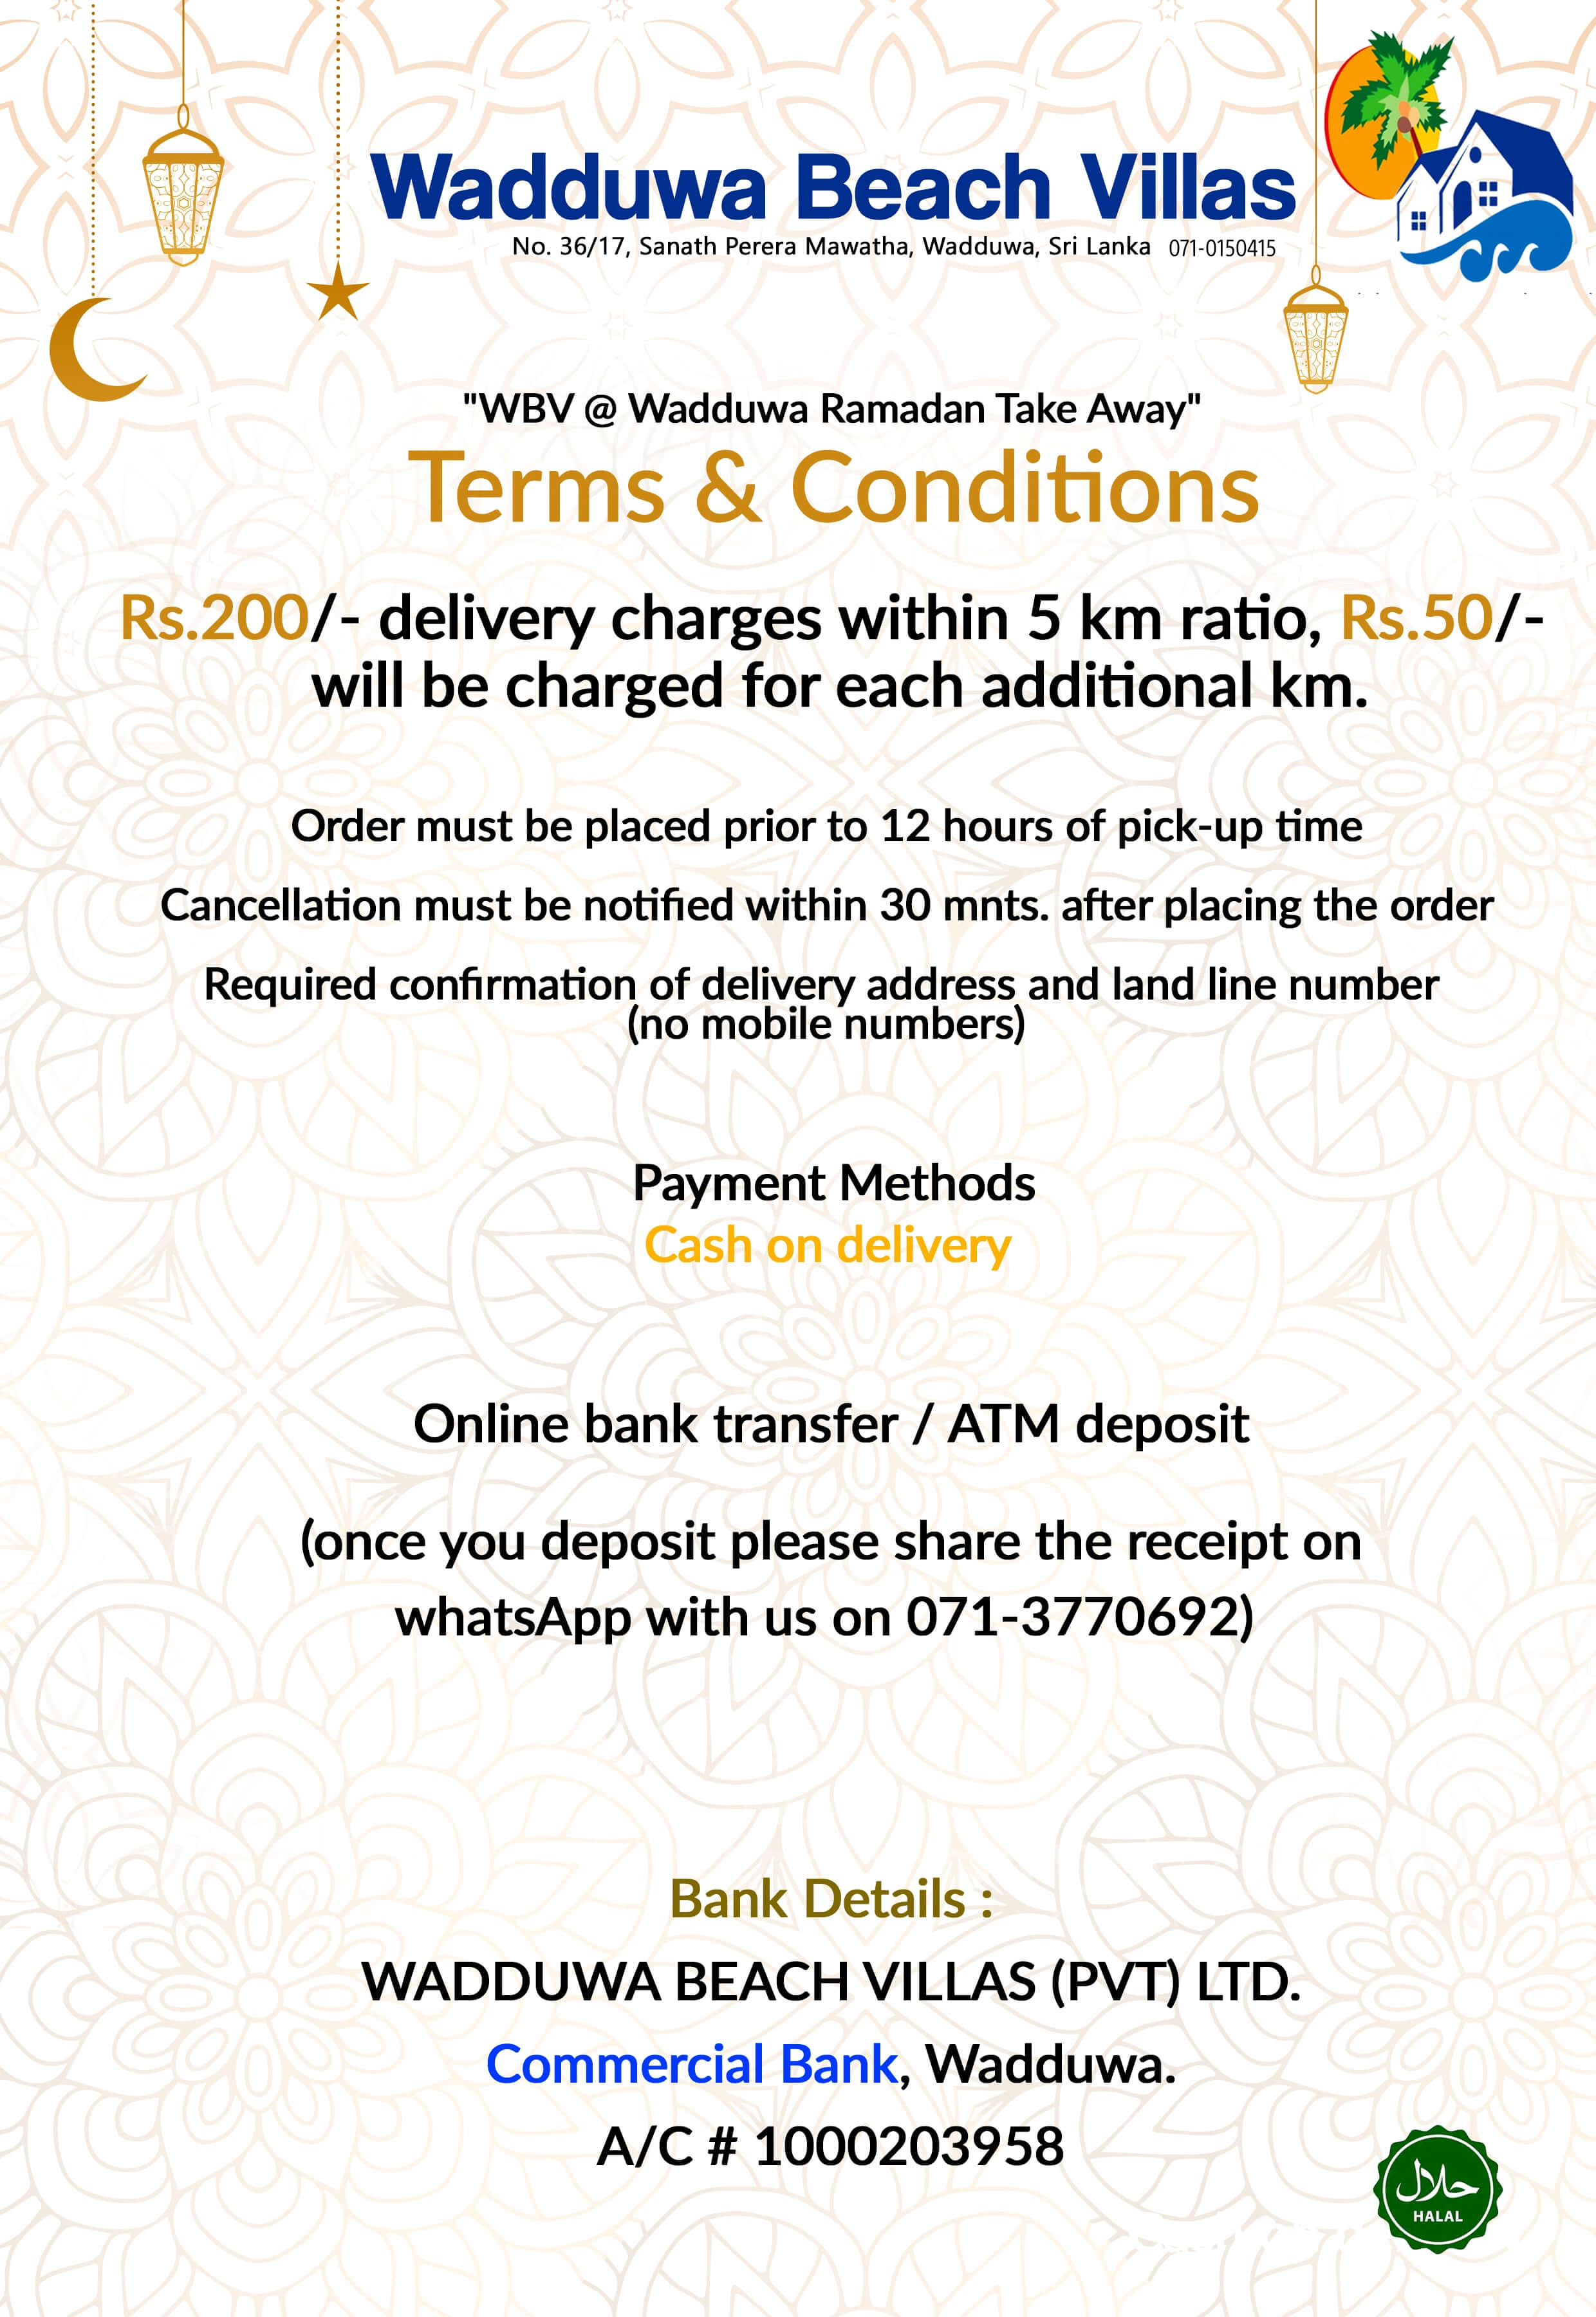 Wadduwa Beach Villas
No. 36/17, Sanath Perera Mawatha, Wadduwa, Sri Lanka 071-0150415
"WBV @ Wadduwa Ramadan Take Away"
Terms & Conditions
Rs.200/- delivery charges within 5 km ratio, Rs.50/-
will be charged for each additional km.
Order must be placed prior to 12 hours of pick-up time
Cancellation must be notified within 30 mnts. after placing the order
Required confirmation of delivery address and land line number
(no mobile numbers)
Payment Methods
Cash on delivery
Online bank transfer / ATM deposit
(once you deposit please share the receipt on
whatsApp with us on 071-3770692)
Bank Details :
WADDUWA BEACH VILLAS (PVT) LTD.
Commercial Bank, Wadduwa.
A/C # 1000203958
حلال
HALAL